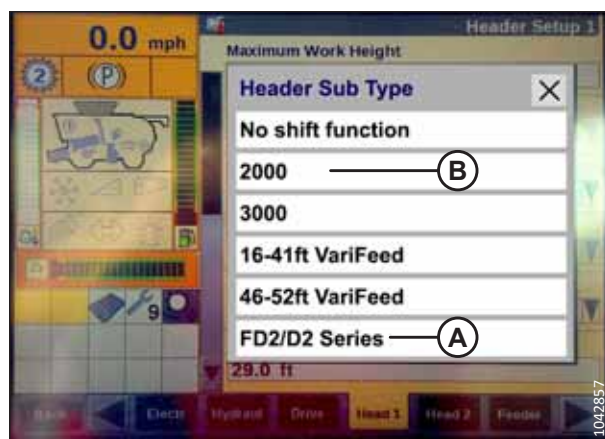 0.0 mph
Header Setup 1
2
P
Maximum Work Height
Header Sub Type
No shift function
2000
B
3000
16-41ft VariFeed
46-52ft VariFeed
9
FD2/D2 Series
A
29.0 ft
Back
Electr
Hydraul
Drive
Head 1
Head 2
Feeder
1042857